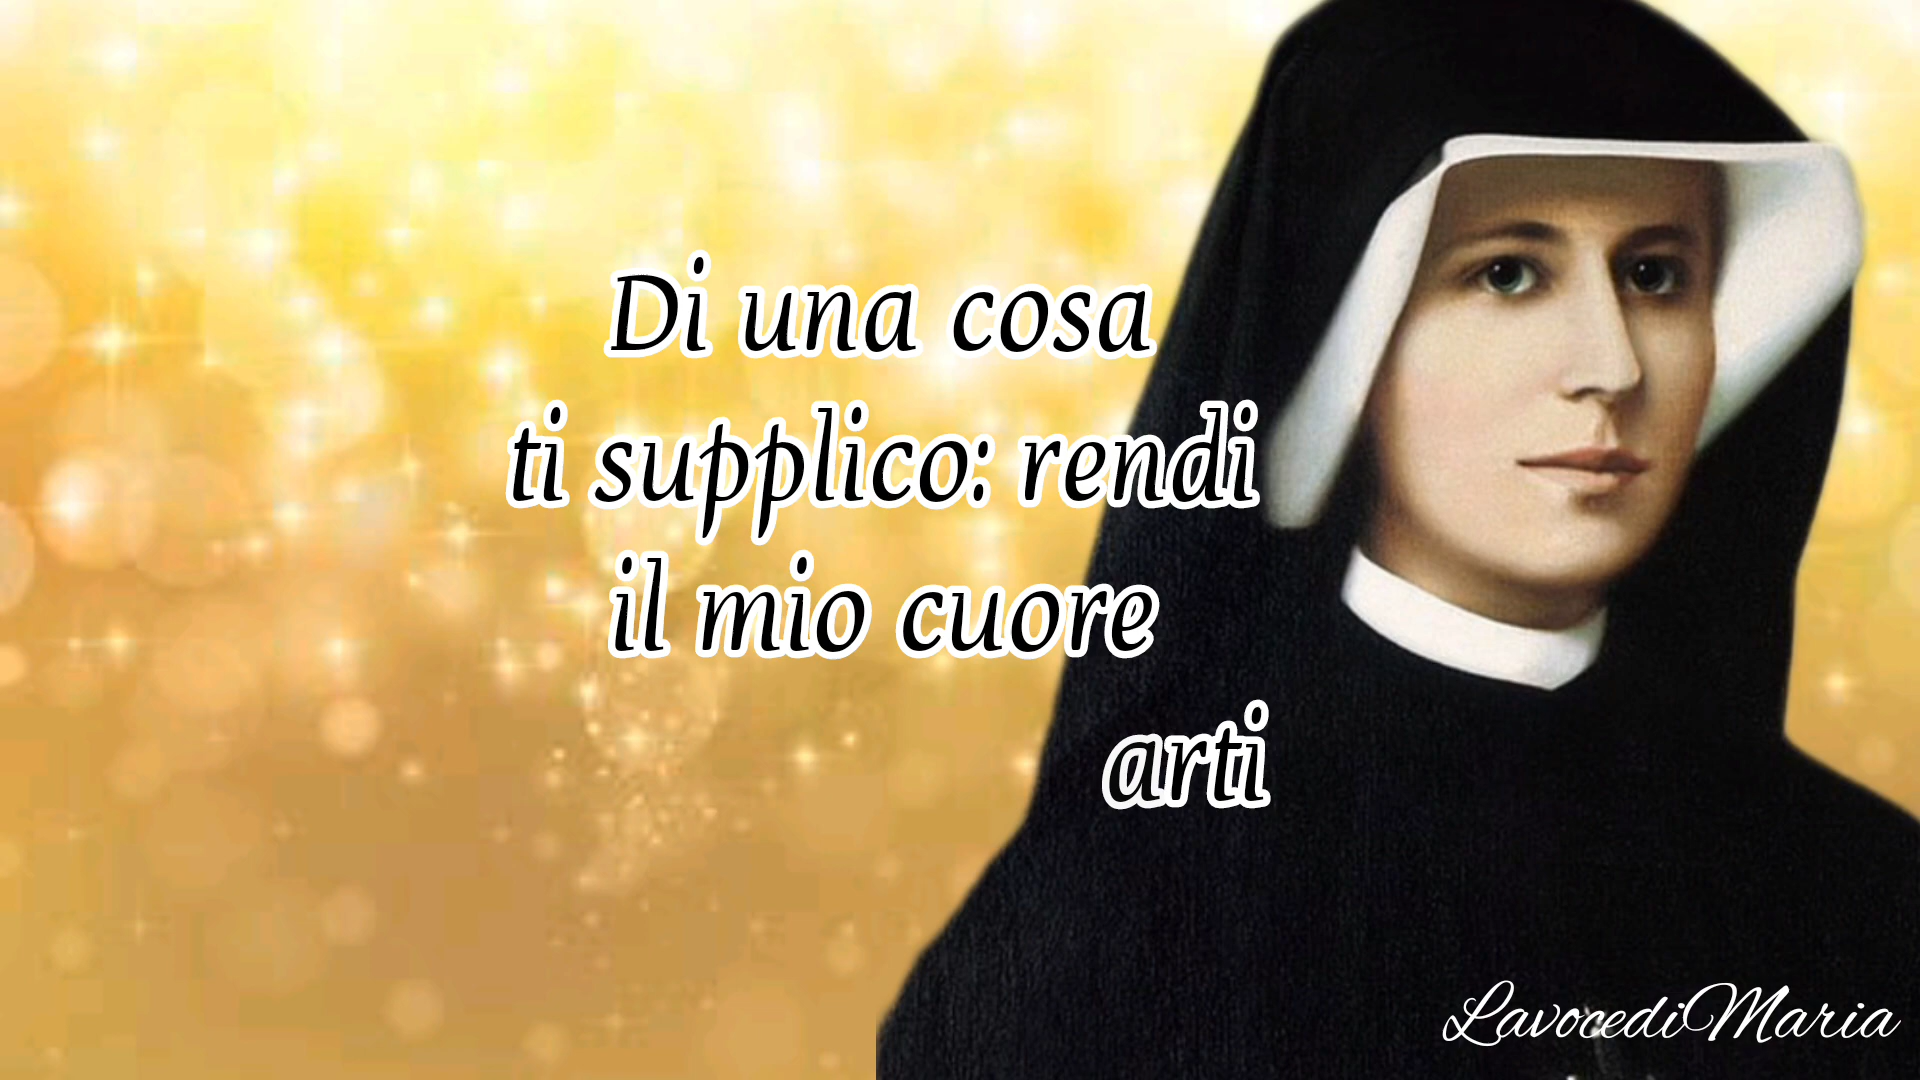 Di una cosa
ti supplico: rendi
il mio cuore
arti
LavocediMaria